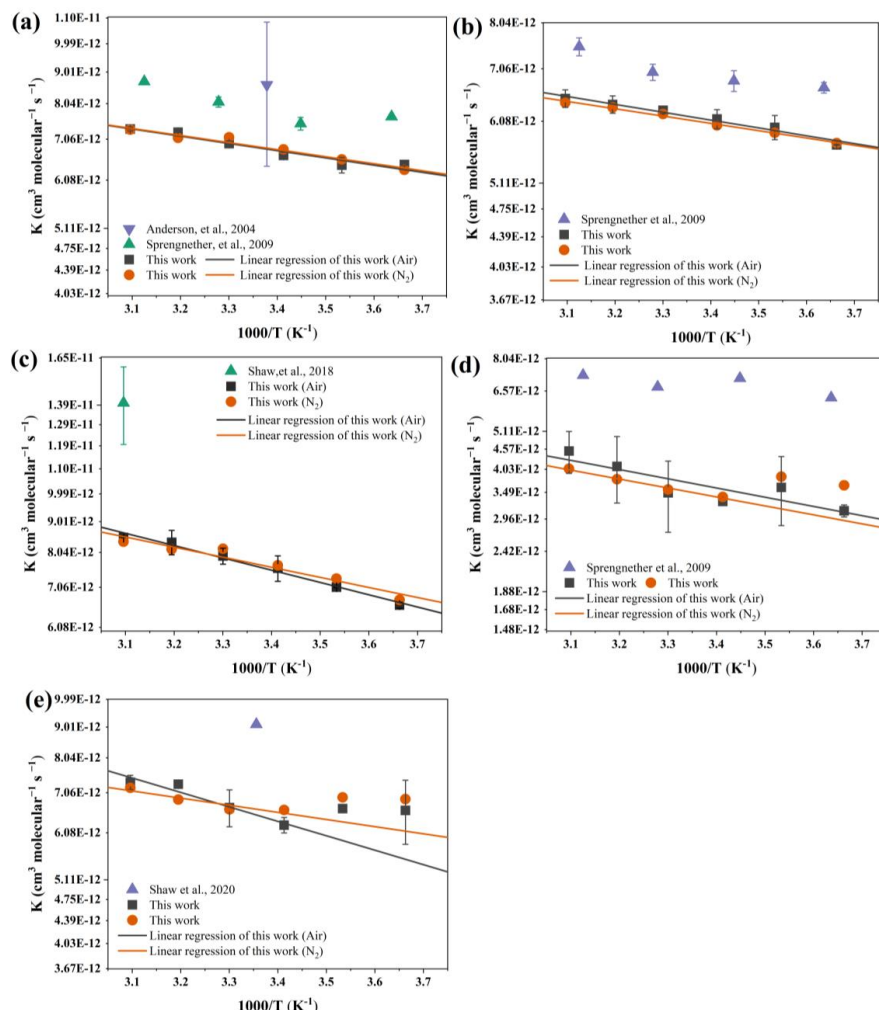 (a)
1.10E-11
9.99E-12
9.01E-12
8.04E-12
7.06E-12
6.08E-12
5.11E-12
4.75E-12
4.39E-12
4.03E-12
K (cm³ molecular⁻¹ s⁻¹)
Anderson, et al., 2004
Sprengnether, et al., 2009
This work
Linear regression of this work (Air)
This work
Linear regression of this work (N₂)
3.1 3.2 3.3 3.4 3.5 3.6 3.7
1000/T (K⁻¹)
(b)
8.04E-12
7.06E-12
6.08E-12
5.11E-12
4.75E-12
4.39E-12
4.03E-12
3.67E-12
K (cm³ molecular⁻¹ s⁻¹)
Sprengnether et al., 2009
This work
This work
Linear regression of this work (Air)
Linear regression of this work (N₂)
3.1 3.2 3.3 3.4 3.5 3.6 3.7
1000/T (K⁻¹)
(c)
1.65E-11
1.39E-11
1.29E-11
1.19E-11
1.10E-11
9.99E-12
9.01E-12
8.04E-12
7.06E-12
6.08E-12
K (cm³ molecular⁻¹ s⁻¹)
Shaw,et al., 2018
This work (Air)
This work (N₂)
Linear regression of this work (Air)
Linear regression of this work (N₂)
3.1 3.2 3.3 3.4 3.5 3.6 3.7
1000/T (K⁻¹)
(d)
8.04E-12
6.57E-12
5.11E-12
4.57E-12
4.03E-12
3.49E-12
2.96E-12
2.42E-12
1.88E-12
1.68E-12
1.48E-12
K (cm³ molecular⁻¹ s⁻¹)
Sprengnether et al., 2009
This work
This work
Linear regression of this work (Air)
Linear regression of this work (N₂)
3.1 3.2 3.3 3.4 3.5 3.6 3.7
1000/T (K⁻¹)
(e)
9.99E-12
9.01E-12
8.04E-12
7.06E-12
6.08E-12
5.11E-12
4.75E-12
4.39E-12
4.03E-12
3.67E-12
K (cm³ molecular⁻¹ s⁻¹)
Shaw et al., 2020
This work
This work
Linear regression of this work (Air)
Linear regression of this work (N₂)
3.1 3.2 3.3 3.4 3.5 3.6 3.7
1000/T (K⁻¹)